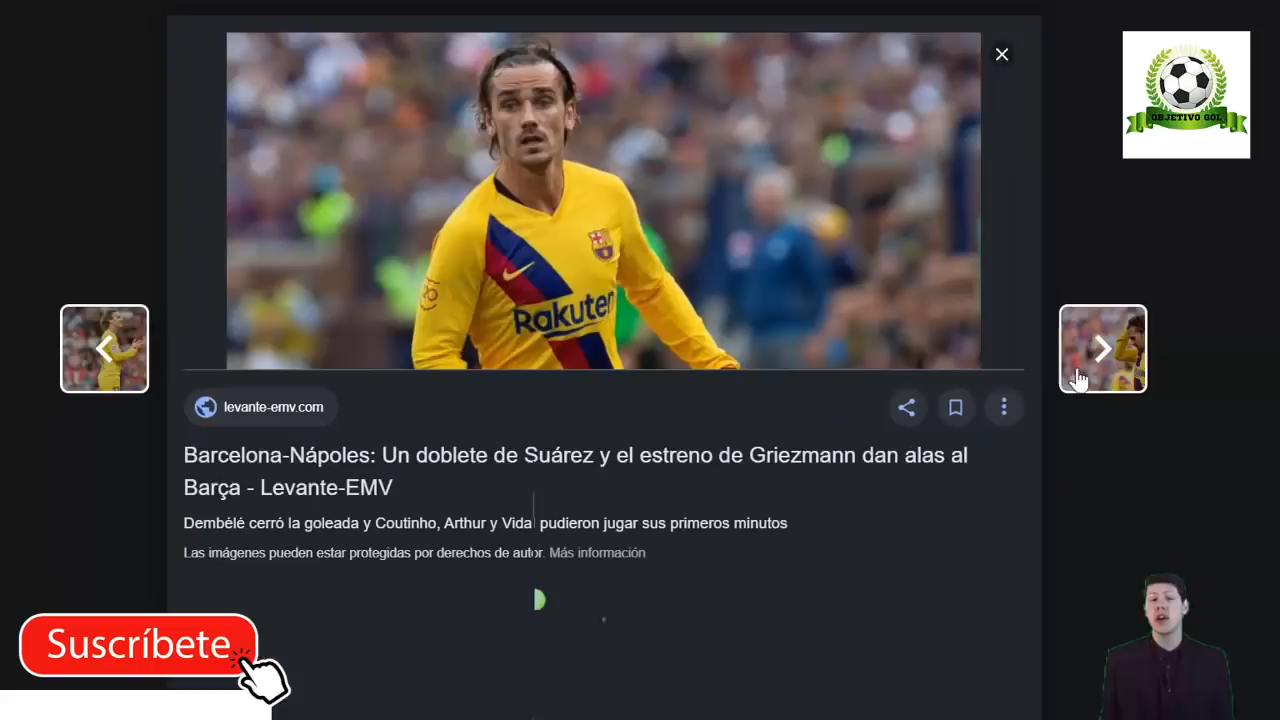 OBJETIVO GOL
Rakuten
levante-emv.com
Barcelona-Nápoles: Un doblete de Suárez y el estreno de Griezmann dan alas al
Barça - Levante-EMV
Dembélé cerró la goleada y Coutinho, Arthur y Vida pudieron jugar sus primeros minutos
Las imágenes pueden estar protegidas por derechos de autor. Más información
Suscríbete